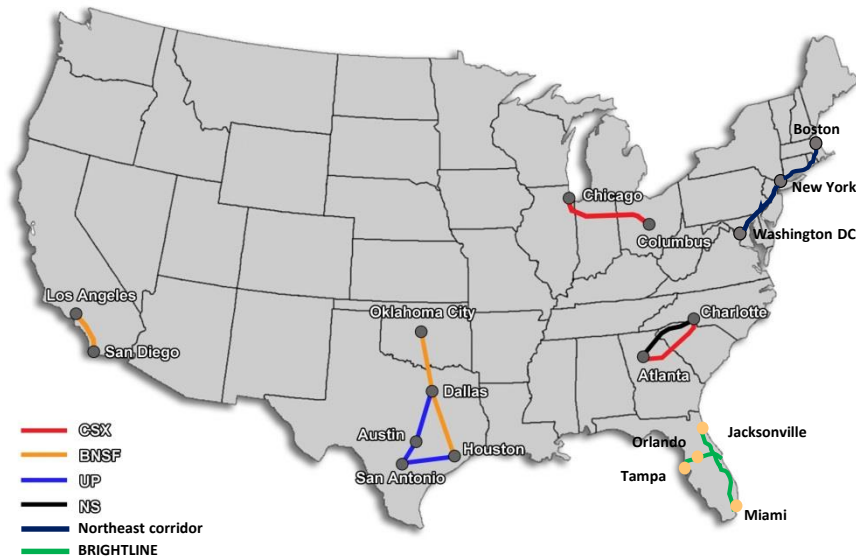 Boston
New York
Chicago
Columbus
Washington DC
Los Angeles
San Diego
Oklahoma City
Charlotte
Atlanta
Dallas
Austin
Houston
San Antonio
Jacksonville
Orlando
Tampa
Miami
CSX
BNSF
UP
NS
Northeast corridor
BRIGHTLINE